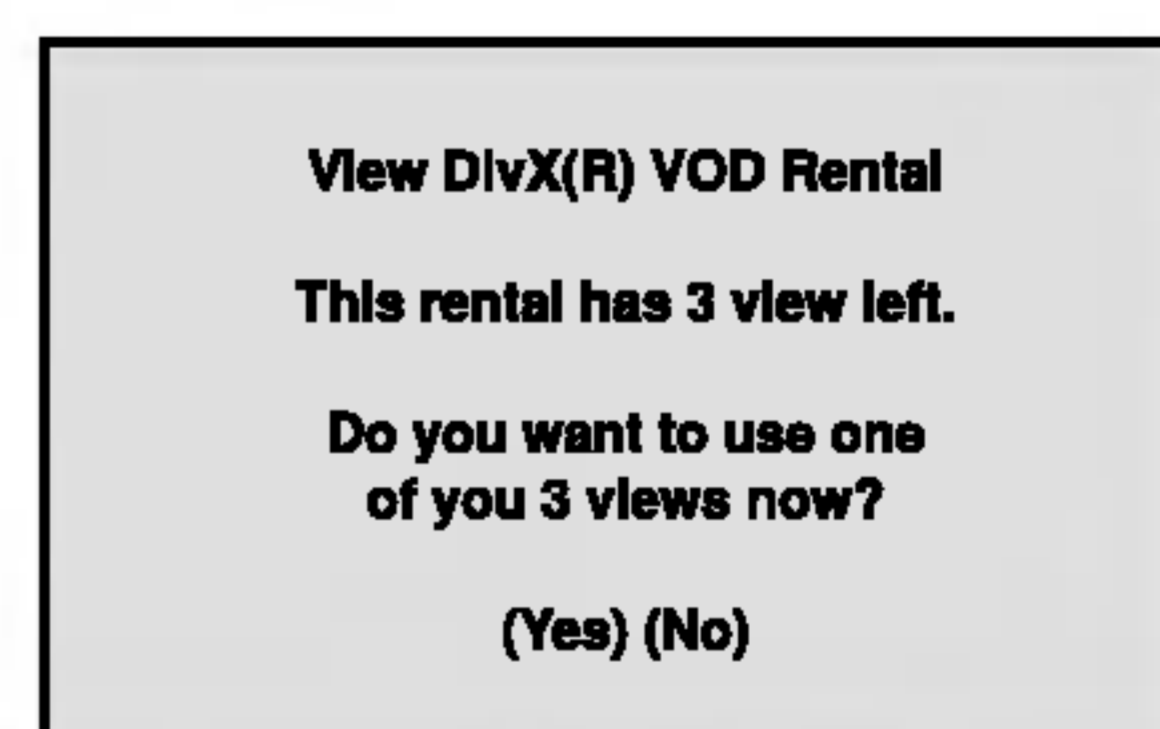 View DivX(R) VOD Rental
This rental has 3 view left.
Do you want to use one
of you 3 views now?
(Yes) (No)